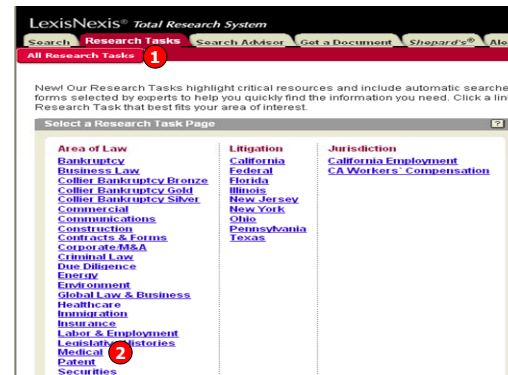 LexisNexis® Total Research System
Search Research Tasks Search Advisor Get a Document Shepard's® Ale
All Research Tasks 1
New! Our Research Tasks highlight critical resources and include automatic searche
forms selected by experts to help you quickly find the information you need. Click a lin
Research Task that best fits your area of interest.
Select a Research Task Page ?
Area of Law
Bankruptcy
Business Law
Collier Bankruptcy Bronze
Collier Bankruptcy Gold
Collier Bankruptcy Silver
Commercial
Communications
Construction
Contracts & Forms
Corporate/M&A
Criminal Law
Due Diligence
Energy
Environment
Global Law & Business
Healthcare
Immigration
Insurance
Labor & Employment
Legislative Histories
Medical 2
Patent
Securities
Litigation
California
Federal
Florida
Illinois
New Jersey
New York
Ohio
Pennsylvania
Texas
Jurisdiction
California Employment
CA Workers' Compensation